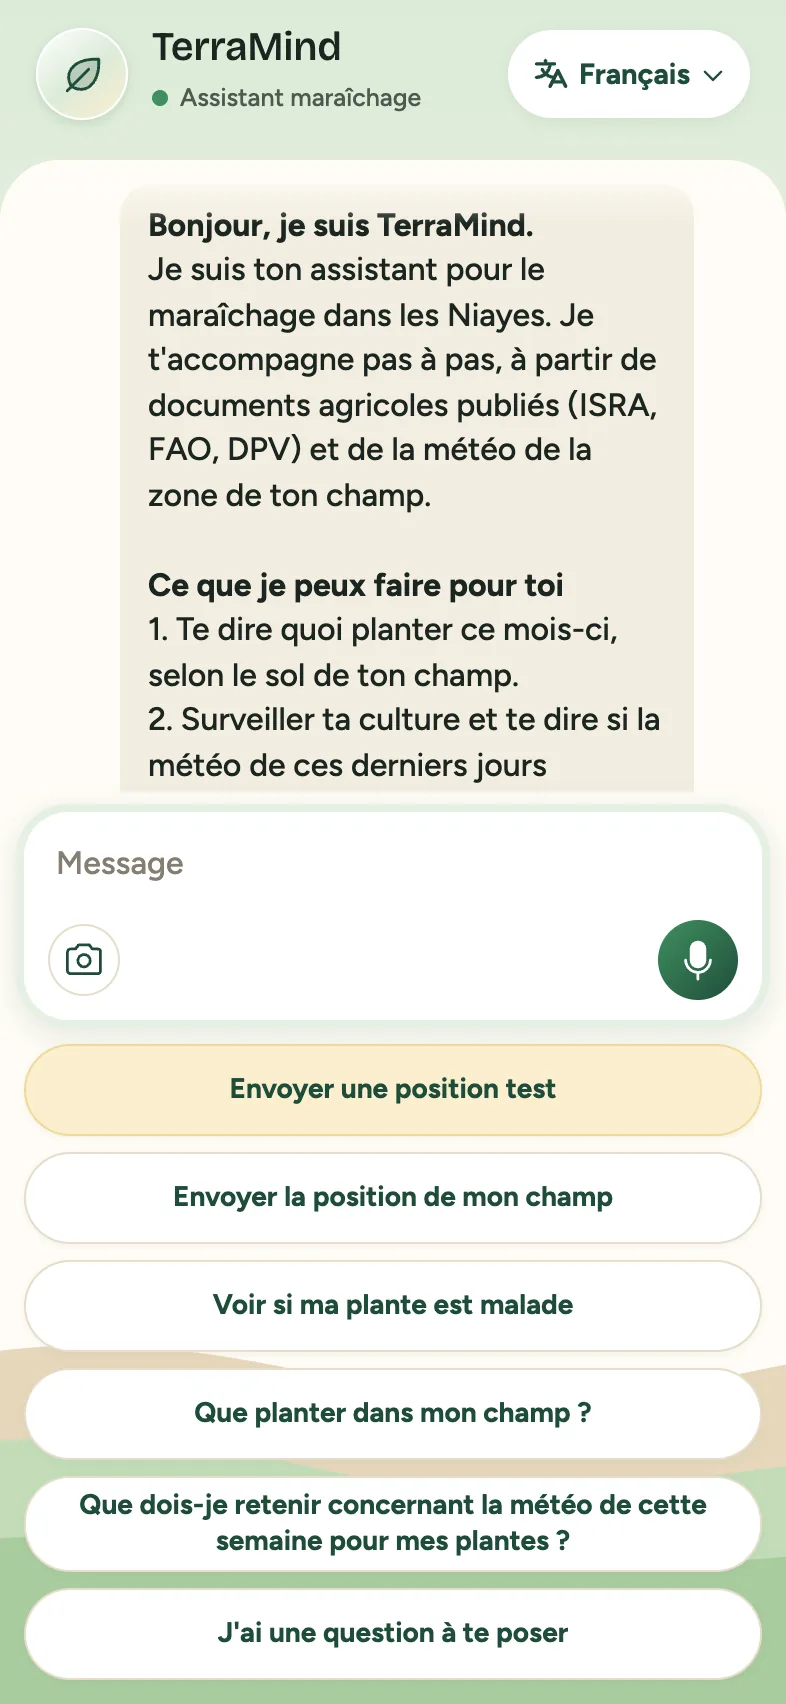 TerraMind
Assistant maraîchage
Français
Bonjour, je suis TerraMind.
Je suis ton assistant pour le
maraîchage dans les Niayes. Je
t'accompagne pas à pas, à partir de
documents agricoles publiés (ISRA,
FAO, DPV) et de la météo de la
zone de ton champ.
Ce que je peux faire pour toi
1. Te dire quoi planter ce mois-ci,
selon le sol de ton champ.
2. Surveiller ta culture et te dire si la
météo de ces derniers jours
Message
Envoyer une position test
Envoyer la position de mon champ
Voir si ma plante est malade
Que planter dans mon champ ?
Que dois-je retenir concernant la météo de cette
semaine pour mes plantes ?
J'ai une question à te poser